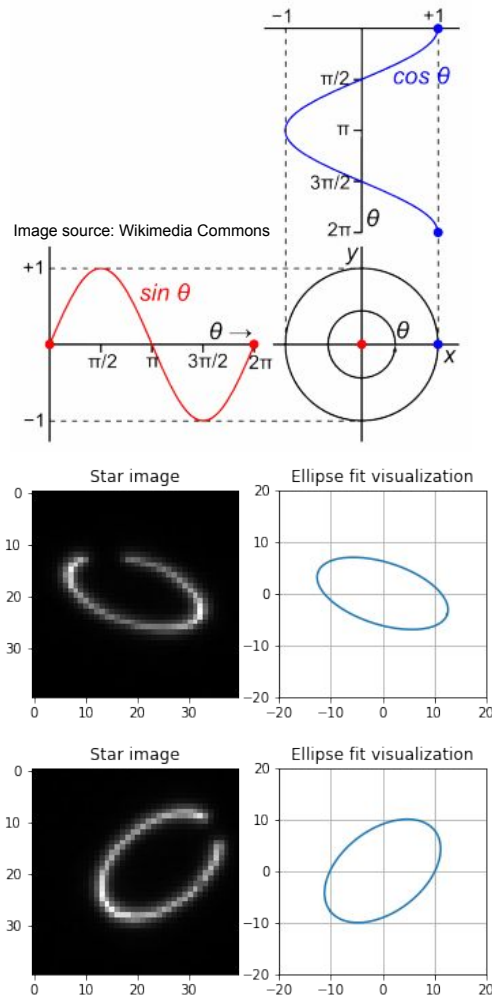 −1 +1
π/2 cos θ
π
3π/2
2π θ
Image source: Wikimedia Commons
y
+1
sin θ
θ → θ
π/2 π 3π/2 2π x
−1
Star image Ellipse fit visualization
0 20
10 10
20 0
30 −10
−20
0 10 20 30 −20 −10 0 10 20
Star image Ellipse fit visualization
0 20
10 10
20 0
30 −10
−20
0 10 20 30 −20 −10 0 10 20